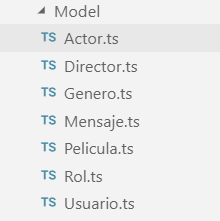 Model
TS Actor.ts
TS Director.ts
TS Genero.ts
TS Mensaje.ts
TS Pelicula.ts
TS Rol.ts
TS Usuario.ts